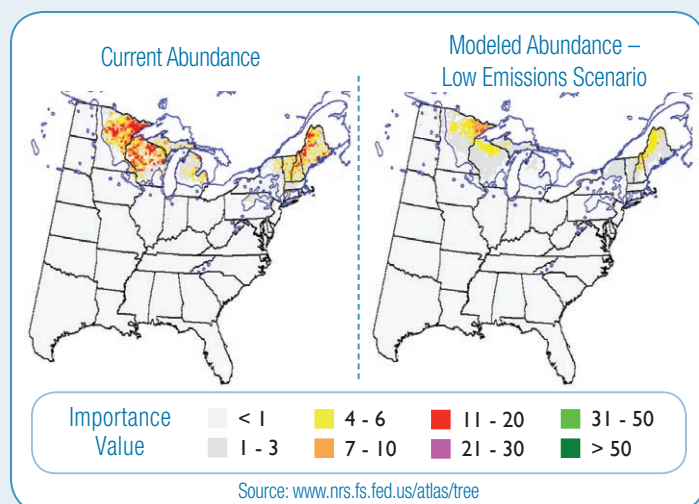 Current Abundance
Modeled Abundance –
Low Emissions Scenario
Importance
Value
< 1
4 - 6
11 - 20
31 - 50
1 - 3
7 - 10
21 - 30
> 50
Source: www.nrs.fs.fed.us/atlas/tree